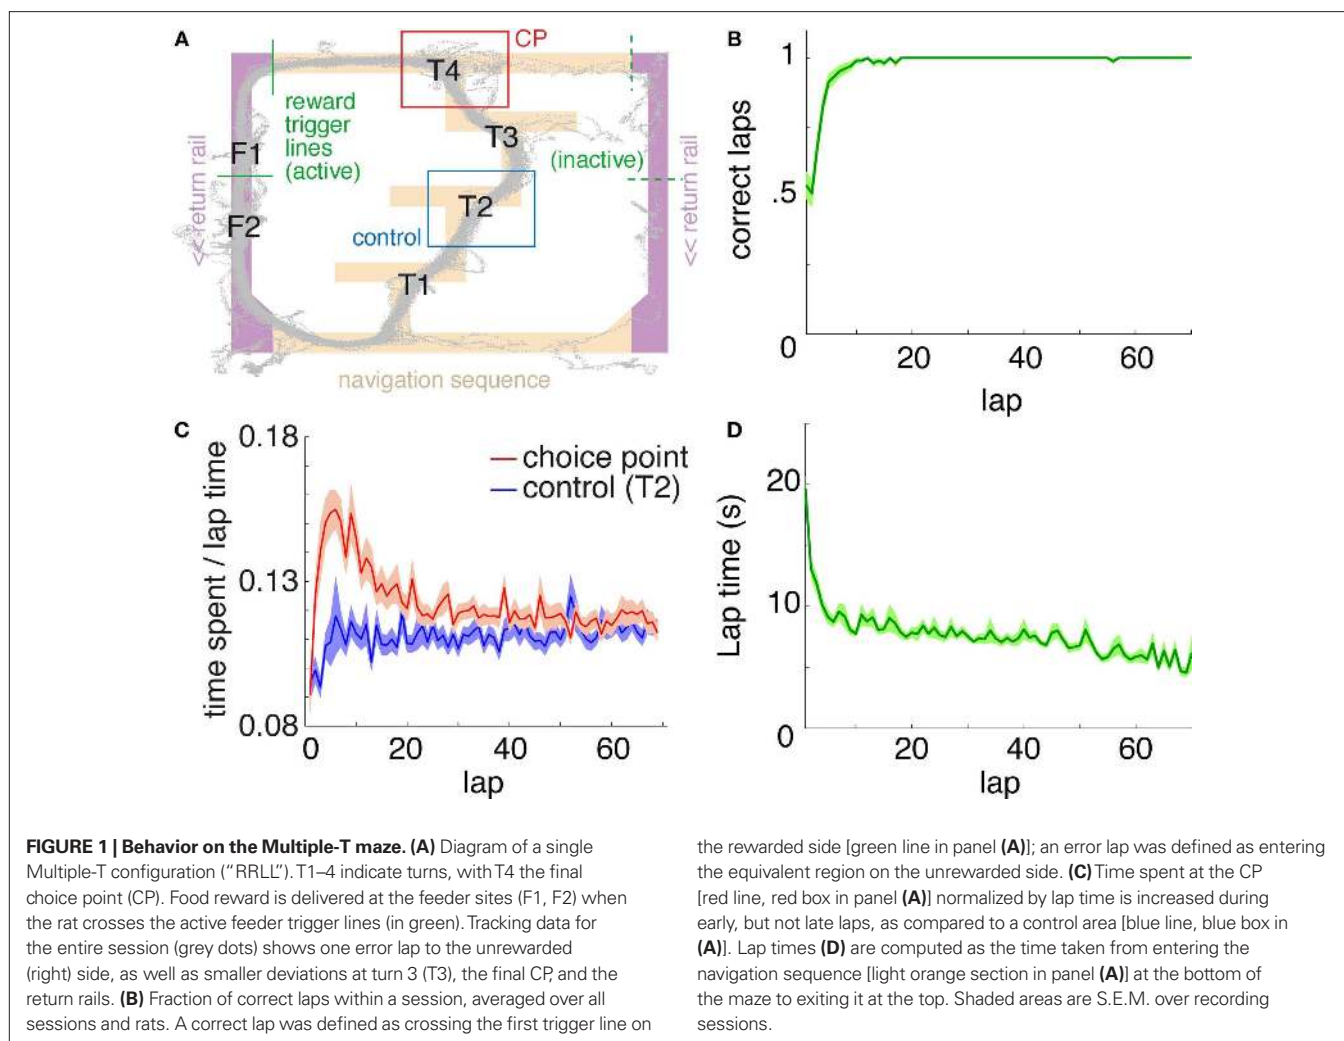 A
CP
T4
reward
trigger
lines
(active)
T3
(inactive)
F1
<< return rail
T2
F2
control
T1
<< return rail
navigation sequence
B
correct laps
1
.5
0
20
40
60
lap
C
time spent / lap time
0.18
0.13
0.08
choice point
control (T2)
0
20
40
60
lap
D
Lap time (s)
20
10
0
20
40
60
lap
FIGURE 1 | Behavior on the Multiple-T maze. (A) Diagram of a single
Multiple-T configuration (“RRLL”). T1–4 indicate turns, with T4 the final
choice point (CP). Food reward is delivered at the feeder sites (F1, F2) when
the rat crosses the active feeder trigger lines (in green). Tracking data for
the entire session (grey dots) shows one error lap to the unrewarded
(right) side, as well as smaller deviations at turn 3 (T3), the final CP, and the
return rails. (B) Fraction of correct laps within a session, averaged over all
sessions and rats. A correct lap was defined as crossing the first trigger line on
the rewarded side [green line in panel (A)]; an error lap was defined as entering
the equivalent region on the unrewarded side. (C) Time spent at the CP
[red line, red box in panel (A)] normalized by lap time is increased during
early, but not late laps, as compared to a control area [blue line, blue box in
(A)]. Lap times (D) are computed as the time taken from entering the
navigation sequence [light orange section in panel (A)] at the bottom of
the maze to exiting it at the top. Shaded areas are S.E.M. over recording
sessions.